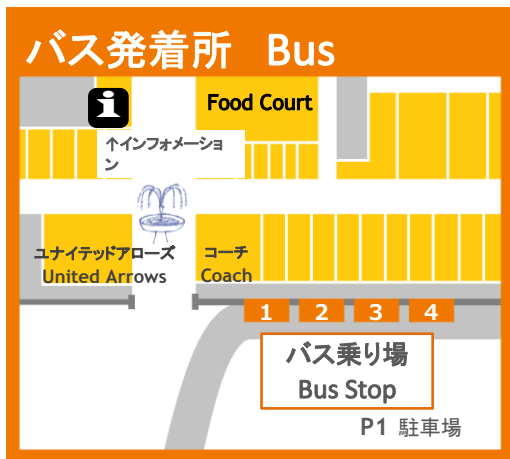 バス発着所 Bus
i
Food Court
↑インフォメーショ
ン
ユナイテッドアローズ
United Arrows
コーチ
Coach
1 2 3 4
バス乗り場
Bus Stop
P1 駐車場